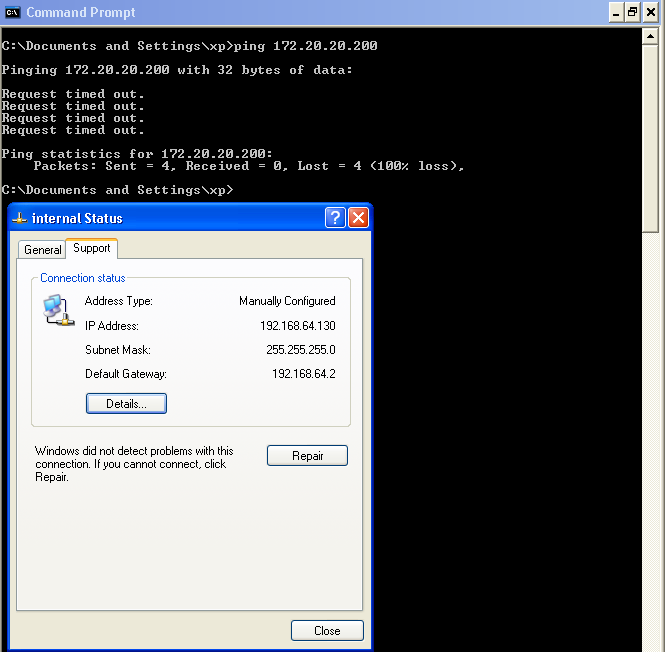 Command Prompt
C:\Documents and Settings\xp>ping 172.20.20.200
Pinging 172.20.20.200 with 32 bytes of data:
Request timed out.
Request timed out.
Request timed out.
Request timed out.
Ping statistics for 172.20.20.200:
Packets: Sent = 4, Received = 0, Lost = 4 (100% loss),
C:\Documents and Settings\xp>
internal Status
General Support
Connection status
Address Type: Manually Configured
IP Address: 192.168.64.130
Subnet Mask: 255.255.255.0
Default Gateway: 192.168.64.2
Details...
Windows did not detect problems with this
connection. If you cannot connect, click
Repair.
Repair
Close